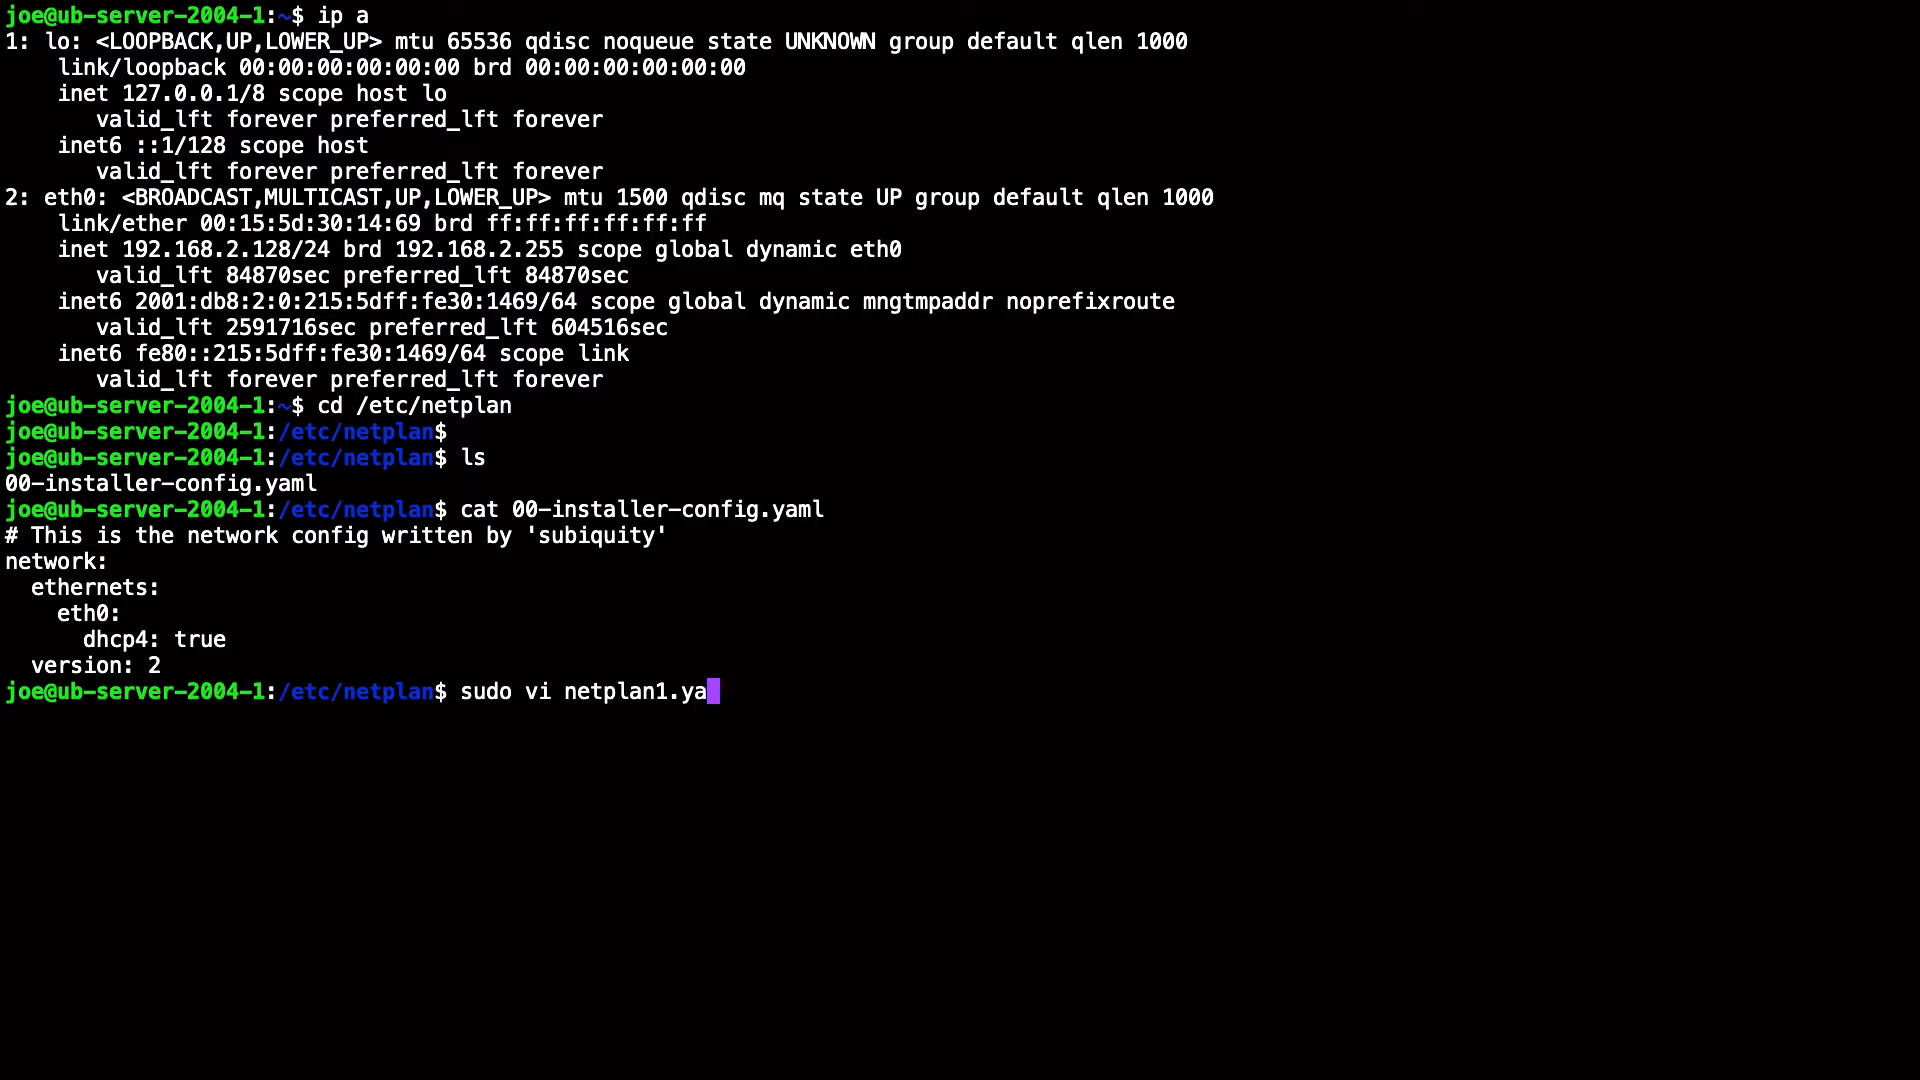 joe@ub-server-2004-1:~$ ip a
1: lo: <LOOPBACK,UP,LOWER_UP> mtu 65536 qdisc noqueue state UNKNOWN group default qlen 1000
    link/loopback 00:00:00:00:00:00 brd 00:00:00:00:00:00
    inet 127.0.0.1/8 scope host lo
       valid_lft forever preferred_lft forever
    inet6 ::1/128 scope host
       valid_lft forever preferred_lft forever
2: eth0: <BROADCAST,MULTICAST,UP,LOWER_UP> mtu 1500 qdisc mq state UP group default qlen 1000
    link/ether 00:15:5d:30:14:69 brd ff:ff:ff:ff:ff:ff
    inet 192.168.2.128/24 brd 192.168.2.255 scope global dynamic eth0
       valid_lft 84870sec preferred_lft 84870sec
    inet6 2001:db8:2:0:215:5dff:fe30:1469/64 scope global dynamic mngtmpaddr noprefixroute
       valid_lft 2591716sec preferred_lft 604516sec
    inet6 fe80::215:5dff:fe30:1469/64 scope link
       valid_lft forever preferred_lft forever
joe@ub-server-2004-1:~$ cd /etc/netplan
joe@ub-server-2004-1:/etc/netplan$
joe@ub-server-2004-1:/etc/netplan$ ls
00-installer-config.yaml
joe@ub-server-2004-1:/etc/netplan$ cat 00-installer-config.yaml
# This is the network config written by 'subiquity'
network:
  ethernets:
    eth0:
      dhcp4: true
  version: 2
joe@ub-server-2004-1:/etc/netplan$ sudo vi netplan1.ya